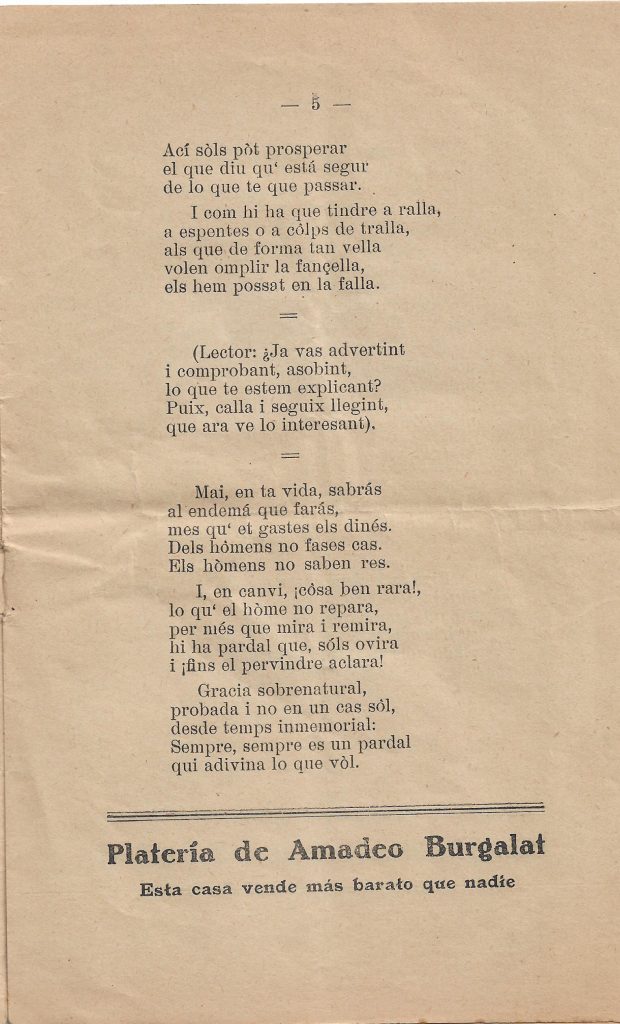 — 5 —
Ací sòls pòt prosperar
el que diu qu‘ está segur
de lo que te que passar.
I com hi ha que tindre a ralla,
a espentes o a còlps de tralla,
als que de forma tan vella
volen omplir la fançella,
els hem possat en la falla.
(Lector: ¿Ja vas advertint
i comprobant, asobint,
lo que te estem explicant?
Puix, calla i seguix llegint,
que ara ve lo interesant).
Mai, en ta vida, sabrás
al endemá que farás,
mes qu‘ et gastes els dinés.
Dels hòmens no fases cas.
Els hòmens no saben res.
I, en canvi, ¡còsa ben rara!,
lo qu‘ el hòme no repara,
per més que mira i remira,
hi ha pardal que, sóls ovira
i ¡fins el pervindre aclara!
Gracia sobrenatural,
probada i no en un cas sòl,
desde temps inmemorial:
Sempre, sempre es un pardal
qui adivina lo que vòl.
Platería de Amadeo Burgalat
Esta casa vende más barato que nadie